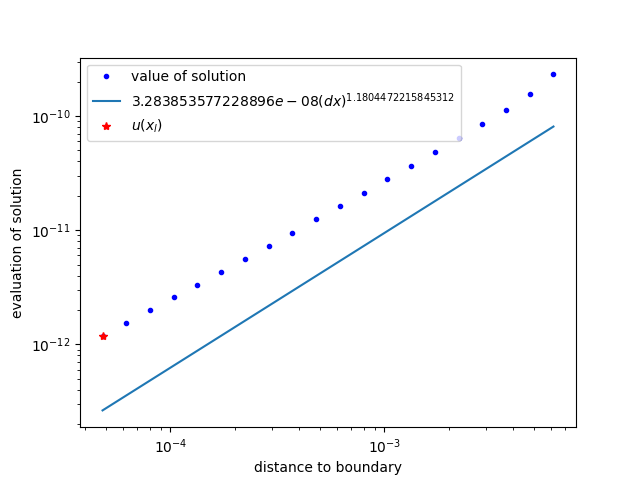 value of solution
3.283853577228896e − 08(dx)^1.1804472215845312
u(x_l)
10^−10
10^−11
10^−12
evaluation of solution
10^−4
10^−3
distance to boundary